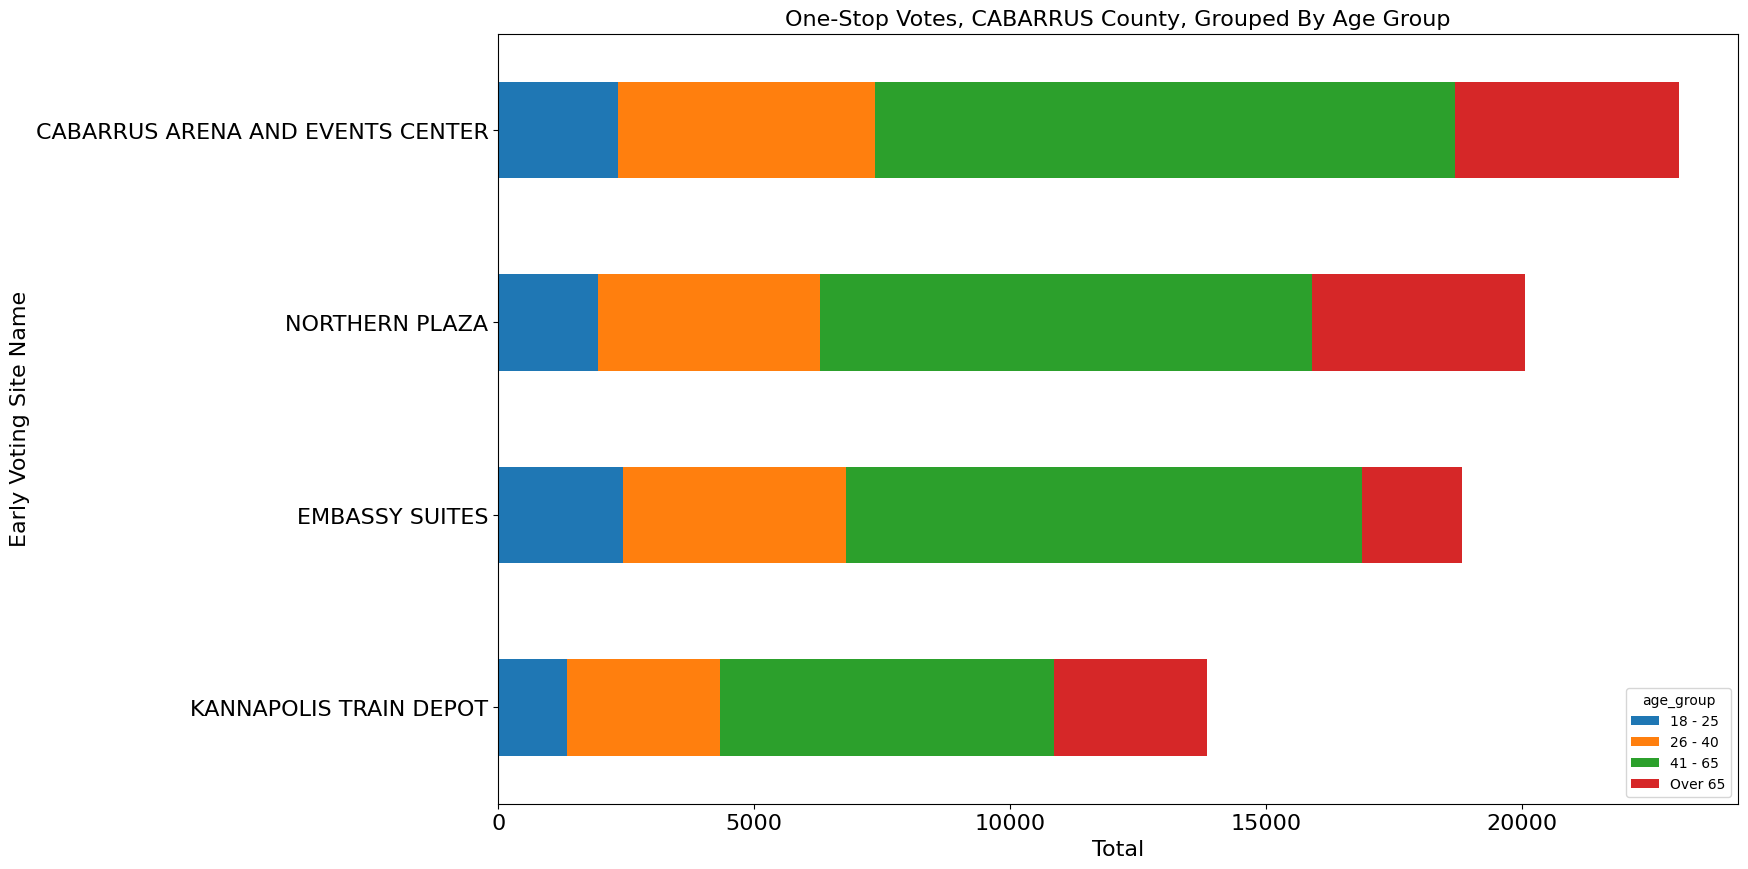 One-Stop Votes, CABARRUS County, Grouped By Age Group
Early Voting Site Name
CABARRUS ARENA AND EVENTS CENTER
NORTHERN PLAZA
EMBASSY SUITES
KANNAPOLIS TRAIN DEPOT
age_group
18 - 25
26 - 40
41 - 65
Over 65
0 5000 10000 15000 20000
Total